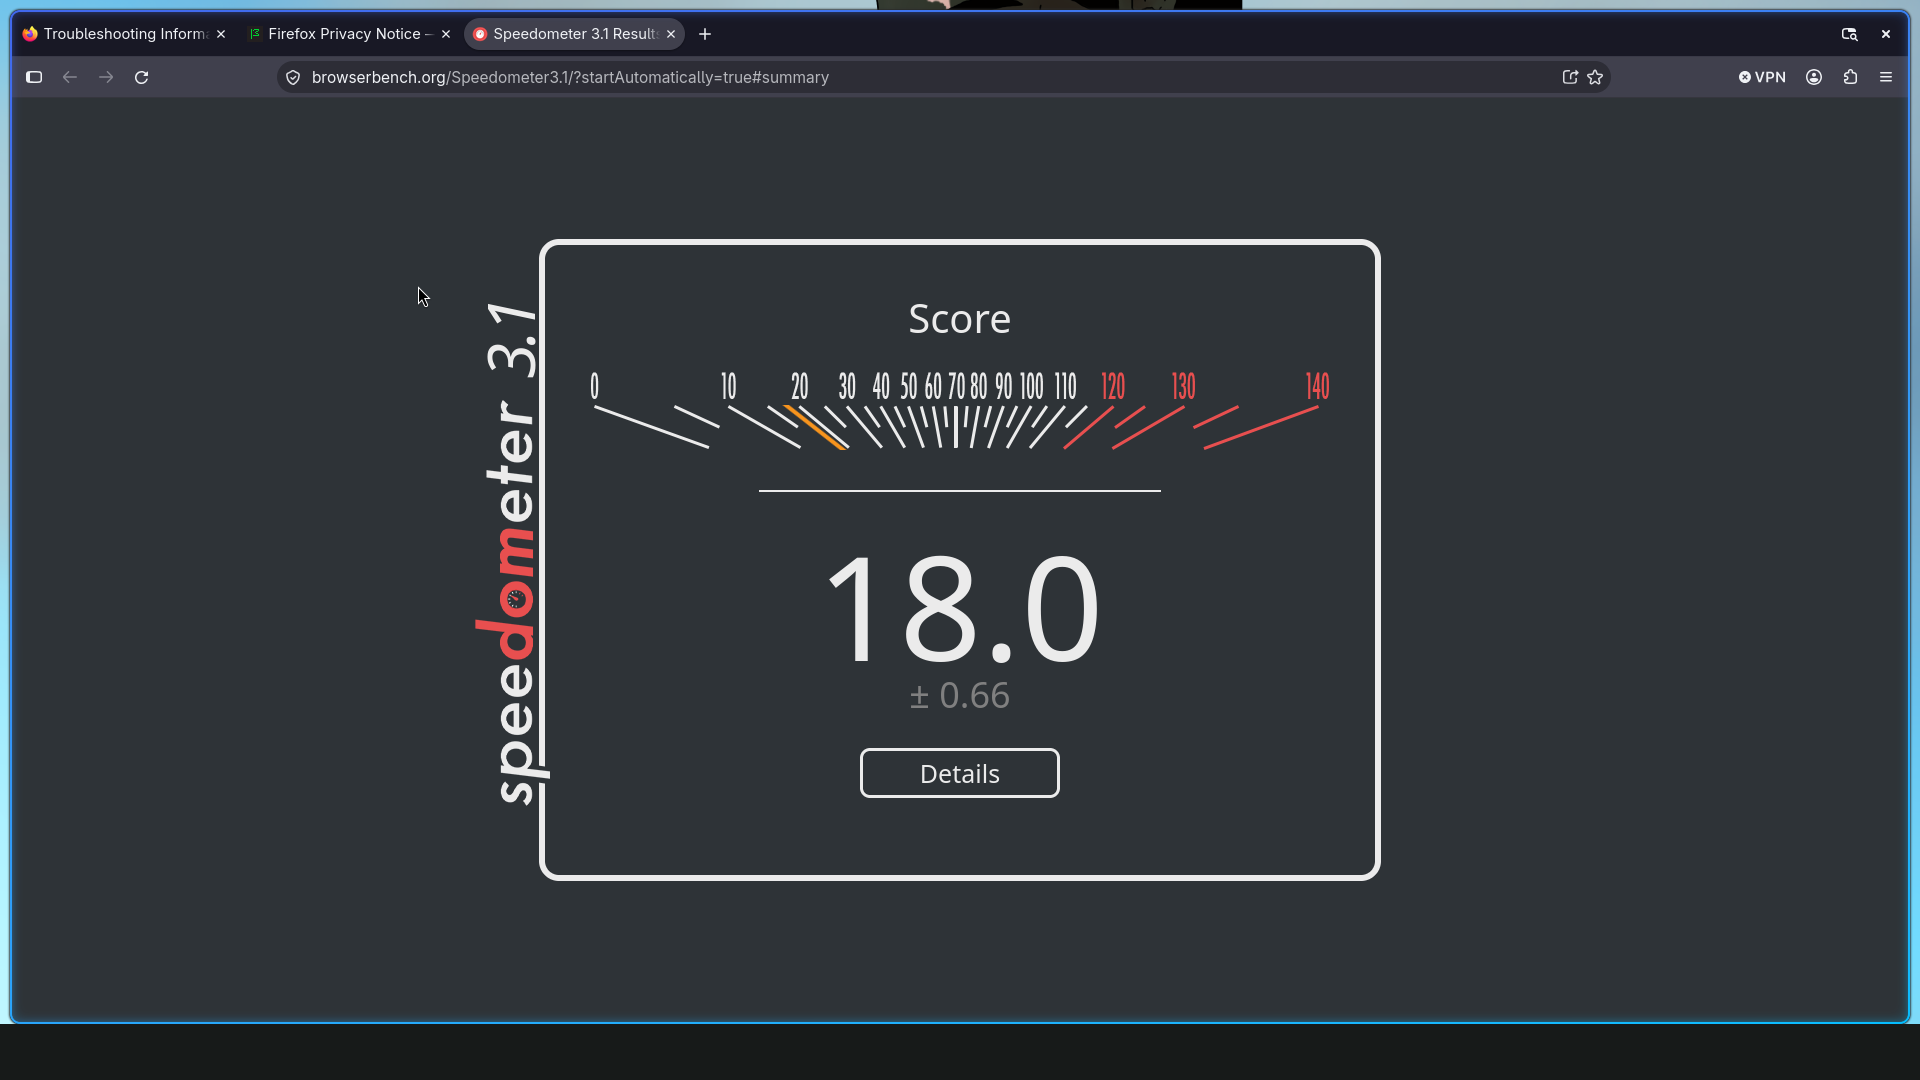 Troubleshooting Informa
Firefox Privacy Notice —
Speedometer 3.1 Result
browserbench.org/Speedometer3.1/?startAutomatically=true#summary
VPN
speedometer 3.1
Score
0 10 20 30 40 50 60 70 80 90 100 110 120 130 140
18.0
± 0.66
Details